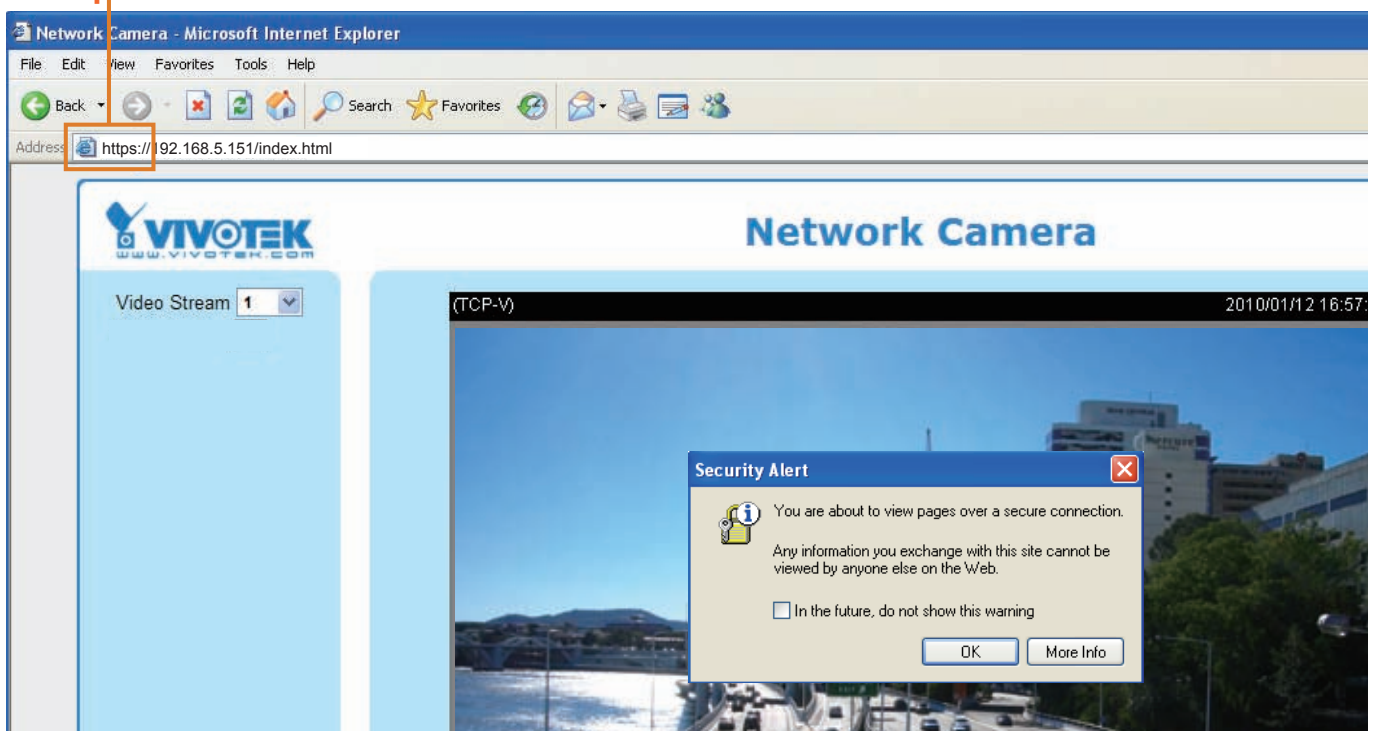 Network Camera - Microsoft Internet Explorer
File Edit View Favorites Tools Help
Back Search Favorites
Address https://192.168.5.151/index.html
VIVOTEK
www.vivotek.com
Network Camera
Video Stream 1
(TCP-V) 2010/01/12 16:57:
Security Alert
You are about to view pages over a secure connection.
Any information you exchange with this site cannot be
viewed by anyone else on the Web.
In the future, do not show this warning
OK More Info